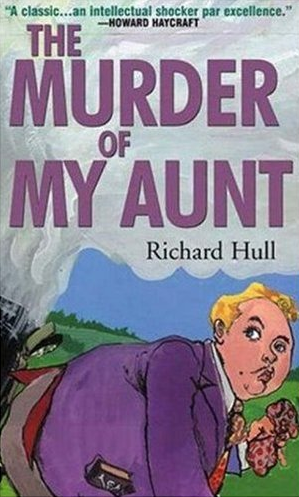 "A classic...an intellectual shocker par excellence."
—HOWARD HAYCRAFT
THE
MURDER
OF
MY AUNT
Richard Hull